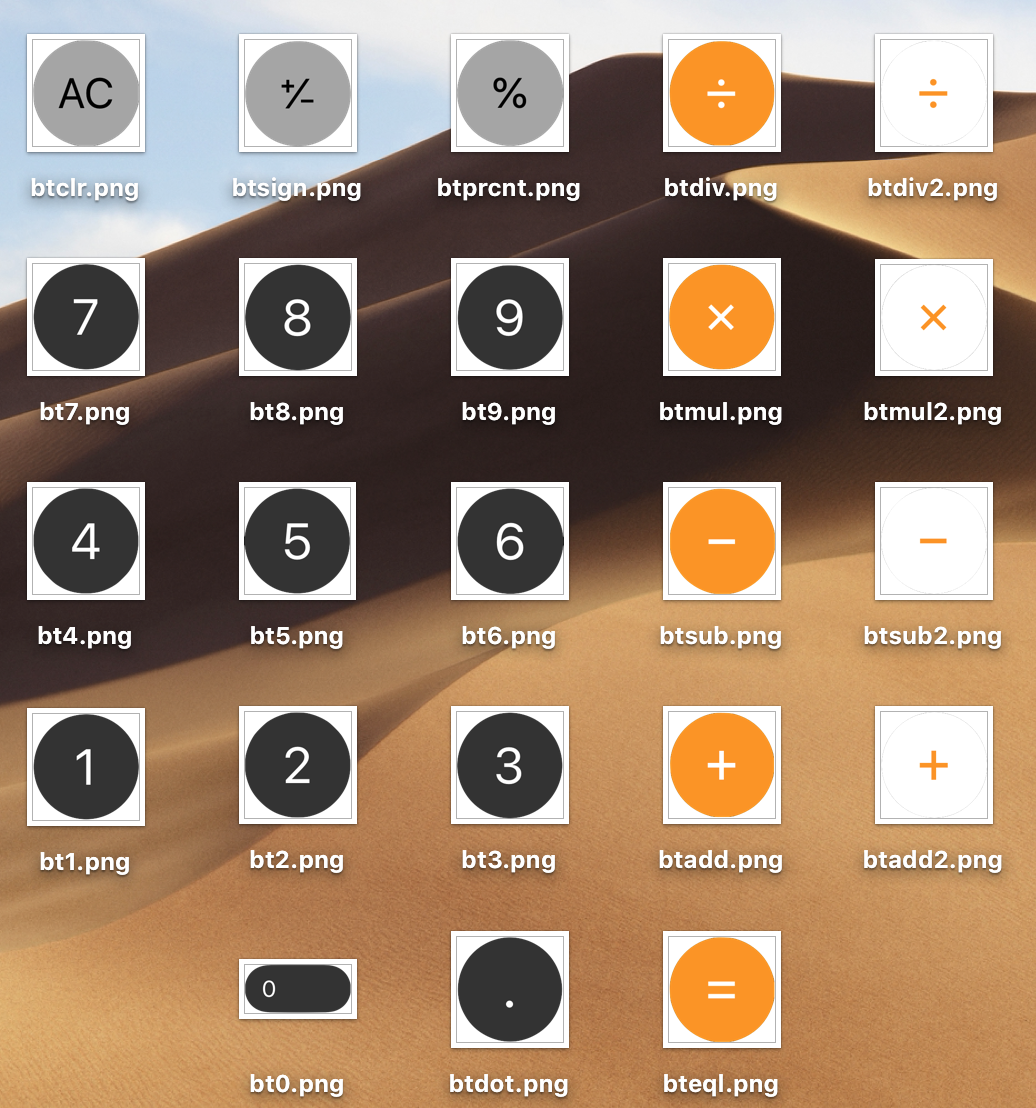 AC +⁄− % ÷ ÷
btclr.png btsign.png btprcnt.png btdiv.png btdiv2.png
7 8 9 × ×
bt7.png bt8.png bt9.png btmul.png btmul2.png
4 5 6 − −
bt4.png bt5.png bt6.png btsub.png btsub2.png
1 2 3 + +
bt1.png bt2.png bt3.png btadd.png btadd2.png
0 . =
bt0.png btdot.png bteql.png